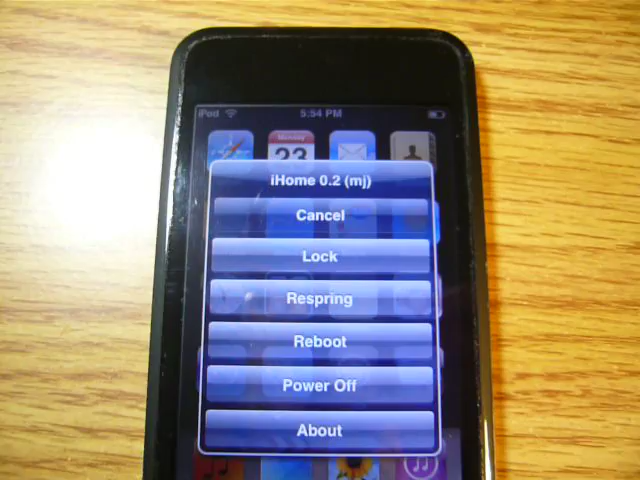 iPod 5:54 PM
Monday
23
iHome 0.2 (mj)
Cancel
Lock
Respring
Reboot
Power Off
About